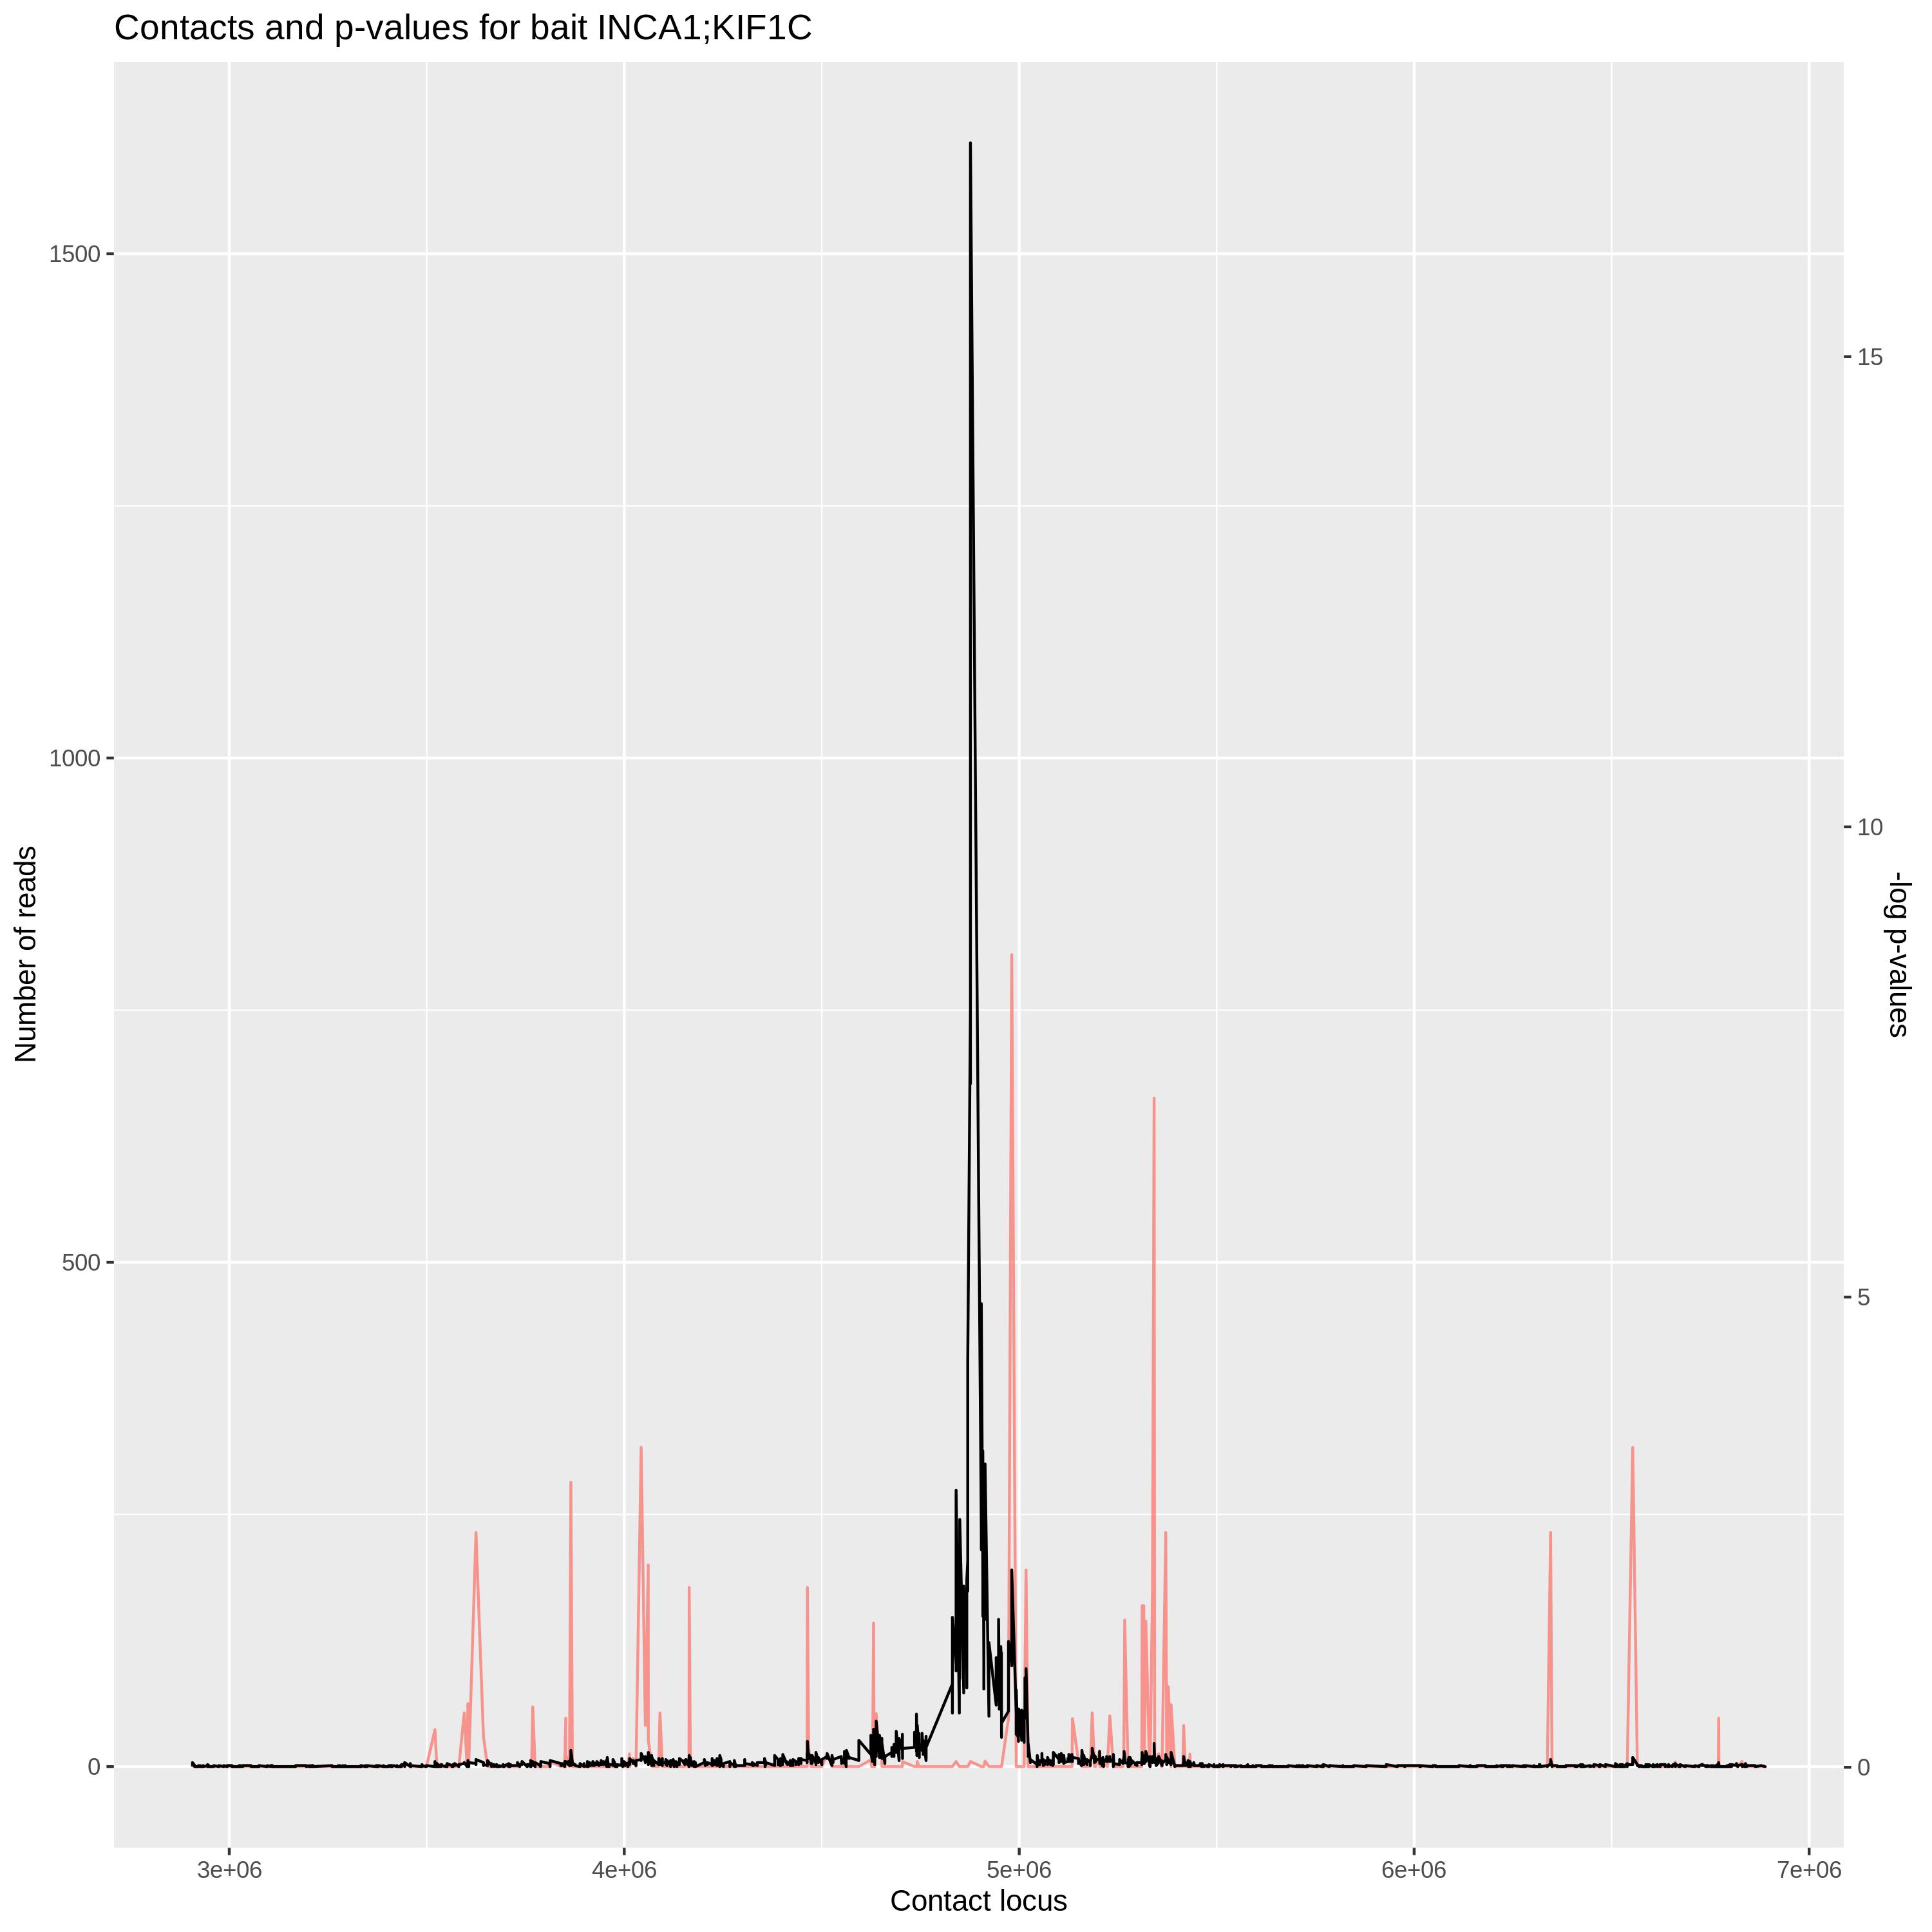 Contacts and p-values for bait INCA1;KIF1C
1500
1000
500
0
Number of reads
15
10
5
0
-log p-values
3e+06
4e+06
5e+06
6e+06
7e+06
Contact locus